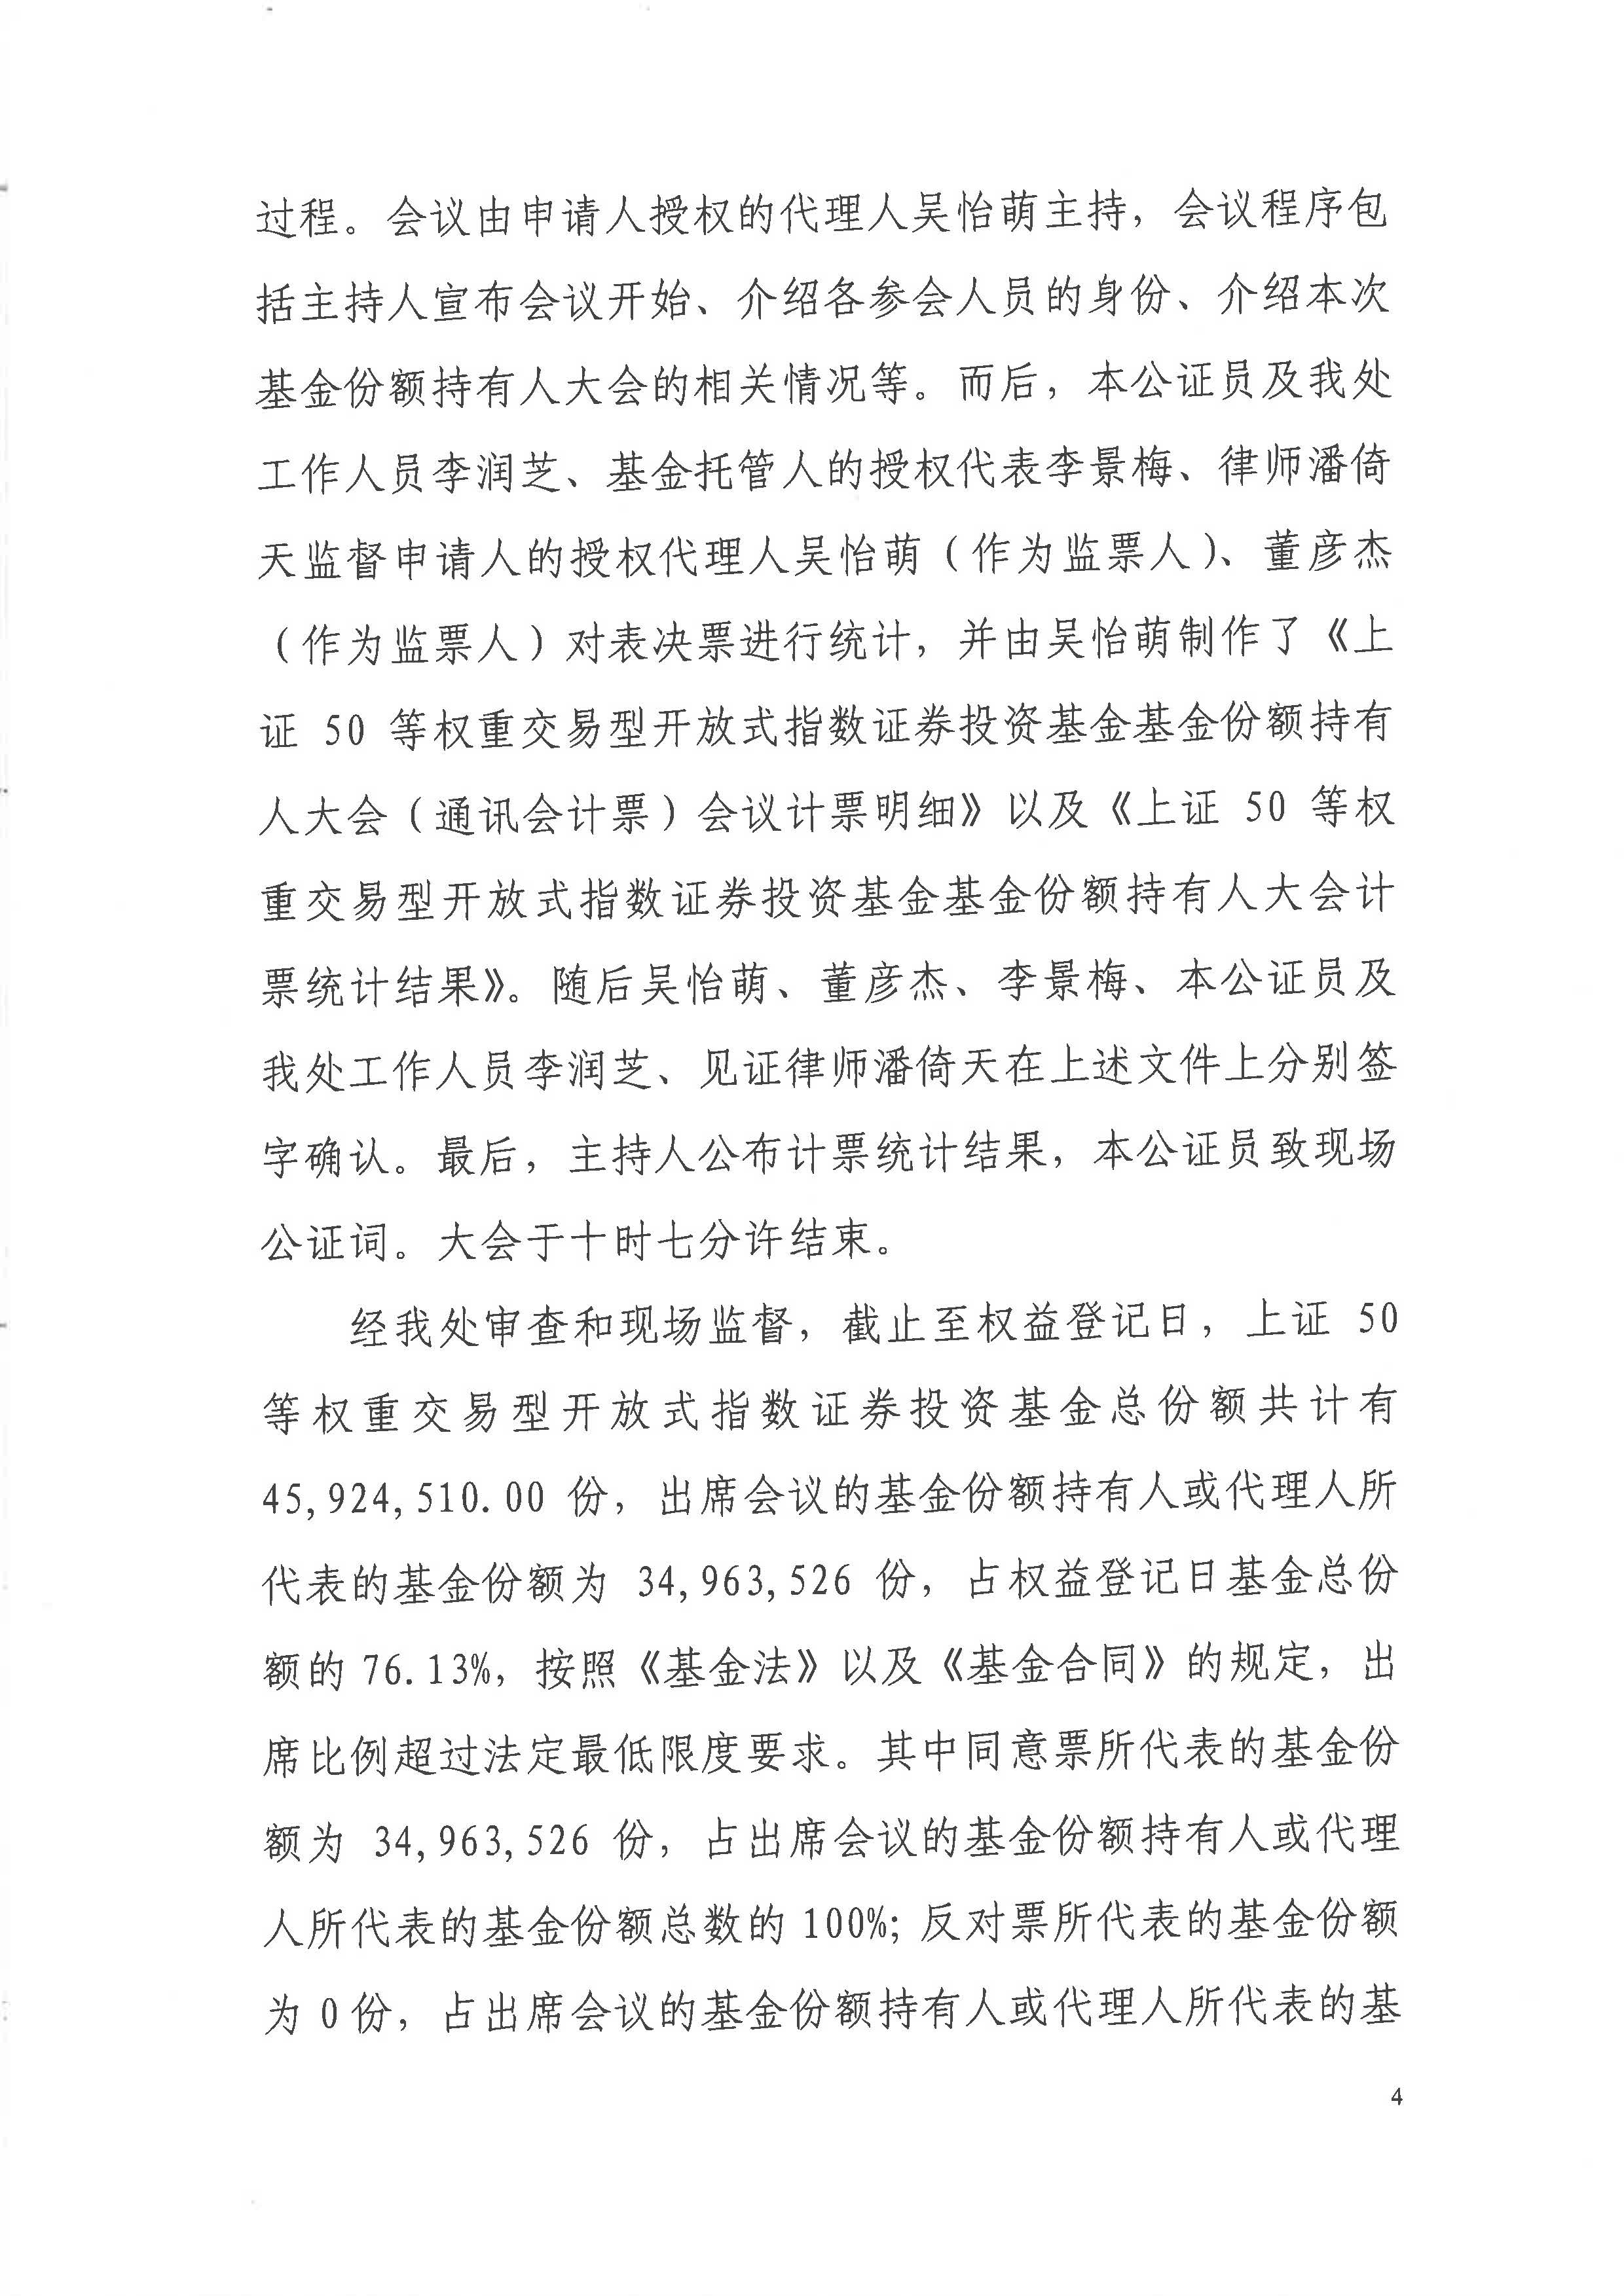 过程。会议由申请人授权的代理人吴怡萌主持，会议程序包
括主持人宣布会议开始、介绍各参会人员的身份、介绍本次
基金份额持有人大会的相关情况等。而后，本公证员及我处
工作人员李润芝、基金托管人的授权代表李景梅、律师潘倚
天监督申请人的授权代理人吴怡萌（作为监票人）、董彦杰
（作为监票人）对表决票进行统计，并由吴怡萌制作了《上
证 50 等权重交易型开放式指数证券投资基金基金份额持有
人大会（通讯会计票）会议计票明细》以及《上证 50 等权
重交易型开放式指数证券投资基金基金份额持有人大会计
票统计结果》。随后吴怡萌、董彦杰、李景梅、本公证员及
我处工作人员李润芝、见证律师潘倚天在上述文件上分别签
字确认。最后，主持人公布计票统计结果，本公证员致现场
公证词。大会于十时七分许结束。
经我处审查和现场监督，截止至权益登记日，上证 50
等权重交易型开放式指数证券投资基金总份额共计有
45,924,510.00 份，出席会议的基金份额持有人或代理人所
代表的基金份额为 34,963,526 份，占权益登记日基金总份
额的 76.13%，按照《基金法》以及《基金合同》的规定，出
席比例超过法定最低限度要求。其中同意票所代表的基金份
额为 34,963,526 份，占出席会议的基金份额持有人或代理
人所代表的基金份额总数的 100%；反对票所代表的基金份额
为 0 份，占出席会议的基金份额持有人或代理人所代表的基
4